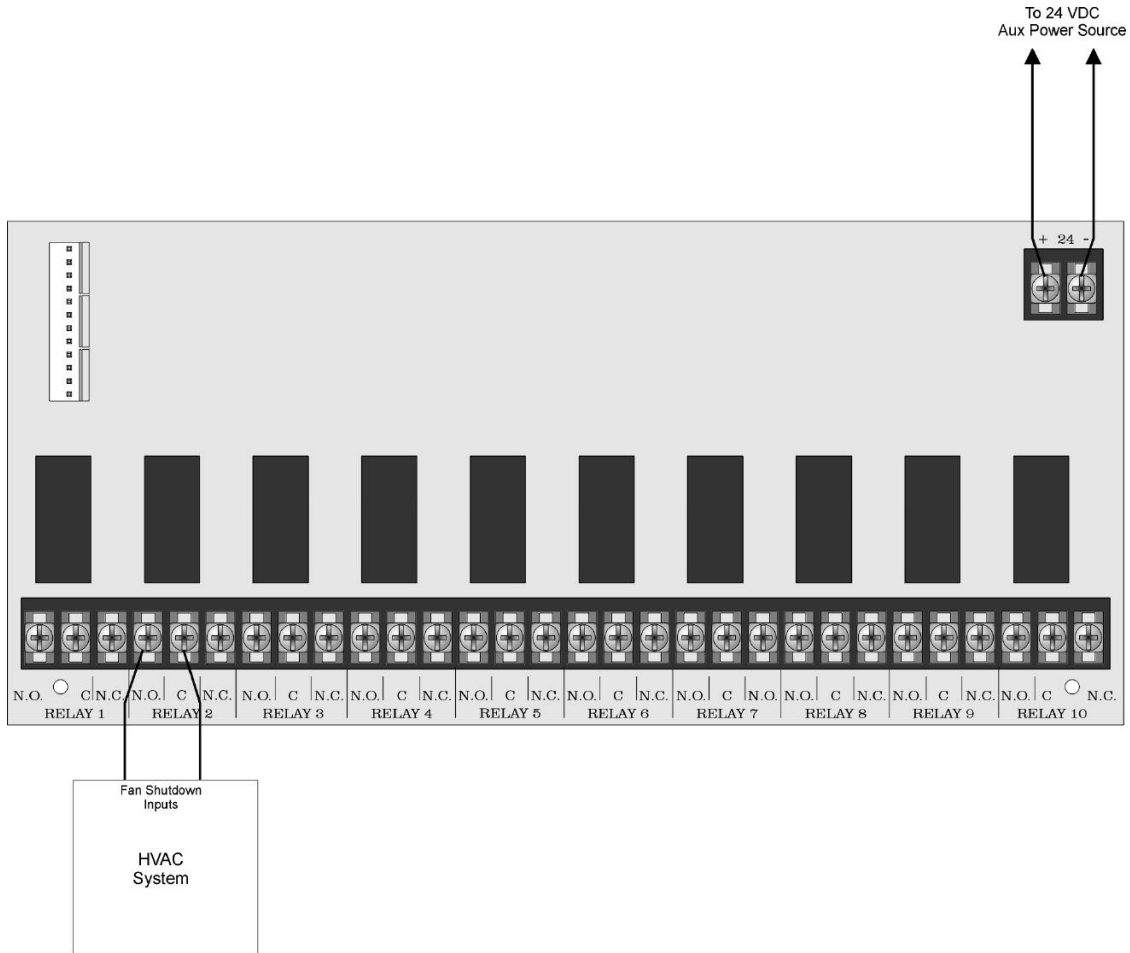 To 24 VDC
Aux Power Source
+ 24 -
N.O. C N.C. N.O. C N.C. N.O. C N.C. N.O. C N.C. N.O. C N.C. N.O. C N.C. N.O. C N.O. N.O. C N.C. N.O. C N.C. N.O. C N.C.
RELAY 1 RELAY 2 RELAY 3 RELAY 4 RELAY 5 RELAY 6 RELAY 7 RELAY 8 RELAY 9 RELAY 10
Fan Shutdown
Inputs
HVAC
System